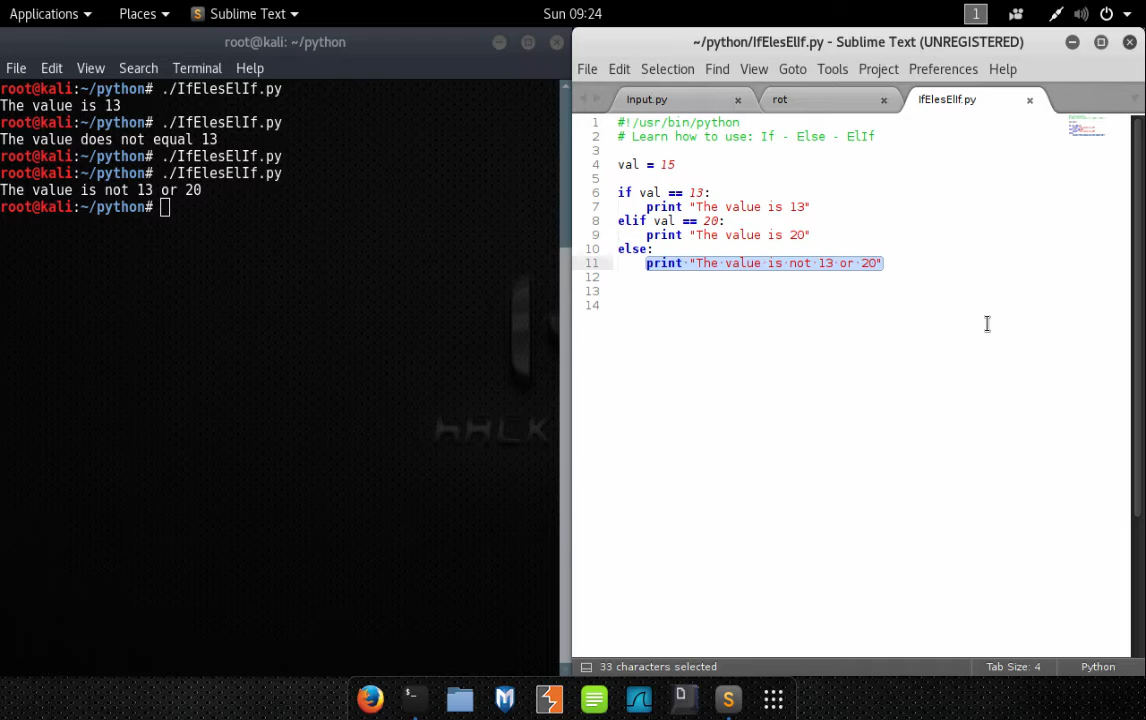 Applications Places Sublime Text Sun 09:24 1
root@kali: ~/python
File Edit View Search Terminal Help
root@kali:~/python# ./IfElesElIf.py
The value is 13
root@kali:~/python# ./IfElesElIf.py
The value does not equal 13
root@kali:~/python# ./IfElesElIf.py
root@kali:~/python# ./IfElesElIf.py
The value is not 13 or 20
root@kali:~/python#
HACK
~/python/IfElesElIf.py - Sublime Text (UNREGISTERED)
File Edit Selection Find View Goto Tools Project Preferences Help
Input.py rot IfElesElIf.py
1 #!/usr/bin/python
2 # Learn how to use: If - Else - ElIf
3
4 val = 15
5
6 if val == 13:
7 print "The value is 13"
8 elif val == 20:
9 print "The value is 20"
10 else:
11 print "The value is not 13 or 20"
12
13
14
33 characters selected Tab Size: 4 Python